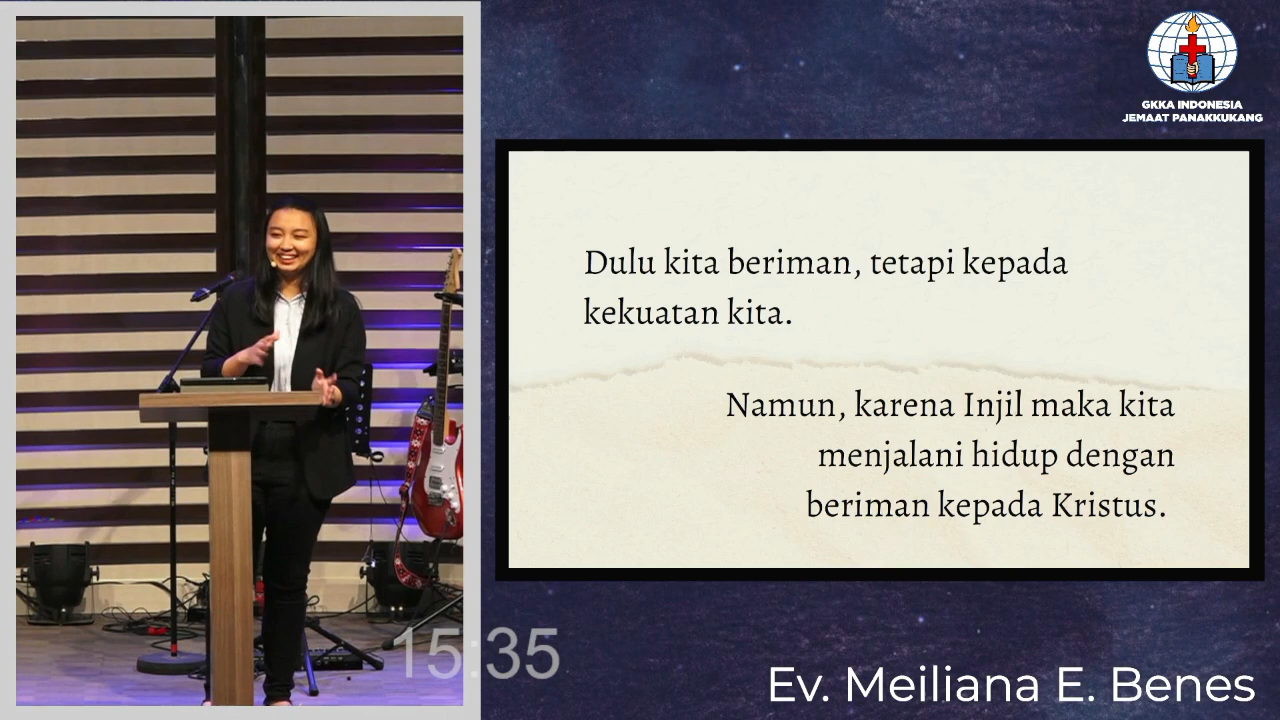 GKKA INDONESIA
JEMAAT PANAKKUKANG
Dulu kita beriman, tetapi kepada
kekuatan kita.
Namun, karena Injil maka kita
menjalani hidup dengan
beriman kepada Kristus.
15:35
Ev. Meiliana E. Benes